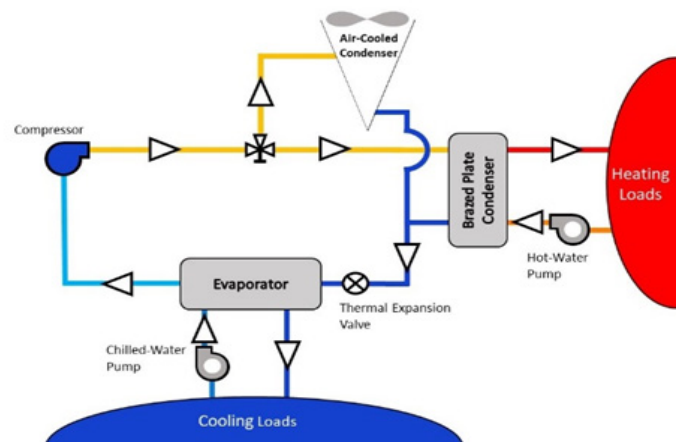 Air-Cooled
Condenser
Compressor
Brazed Plate
Condenser
Heating
Loads
Hot-Water
Pump
Evaporator
Thermal Expansion
Valve
Chilled-Water
Pump
Cooling Loads